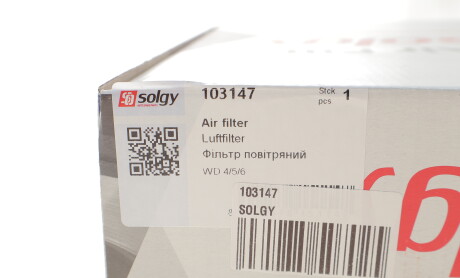 solgy
103147
Stck
pcs 1
Air filter
Luftfilter
Фільтр повітряний
WD 4/5/6
103147
SOLGY